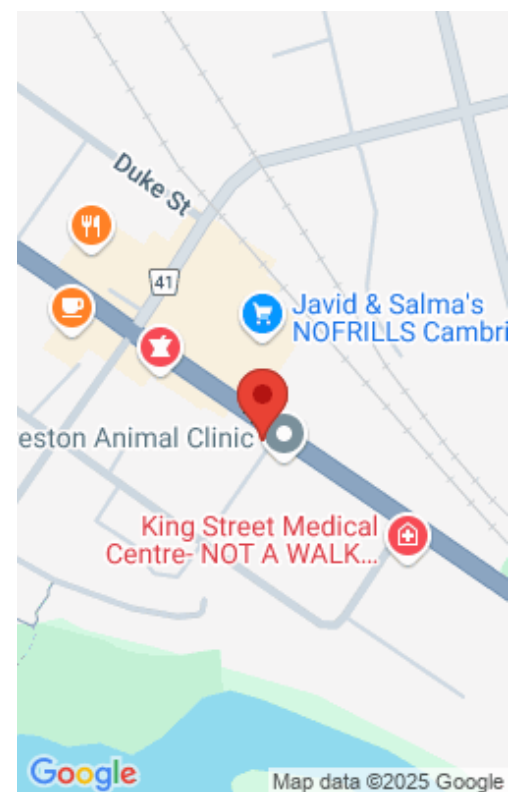 Duke St
41
Javid & Salma's
NOFRILLS Cambri
eston Animal Clinic
King Street Medical
Centre- NOT A WALK...
Google
Map data ©2025 Google